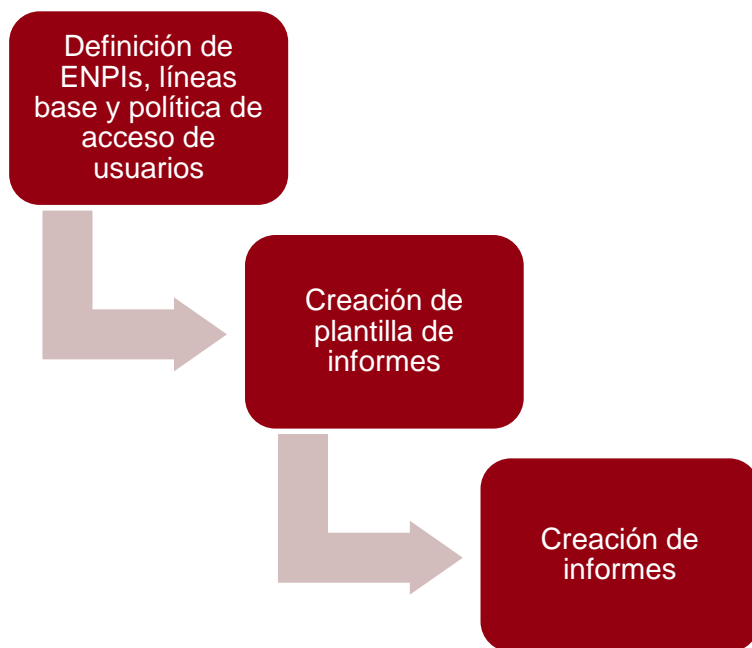 Definición de
ENPIs, líneas
base y política de
acceso de
usuarios
Creación de
plantilla de
informes
Creación de
informes